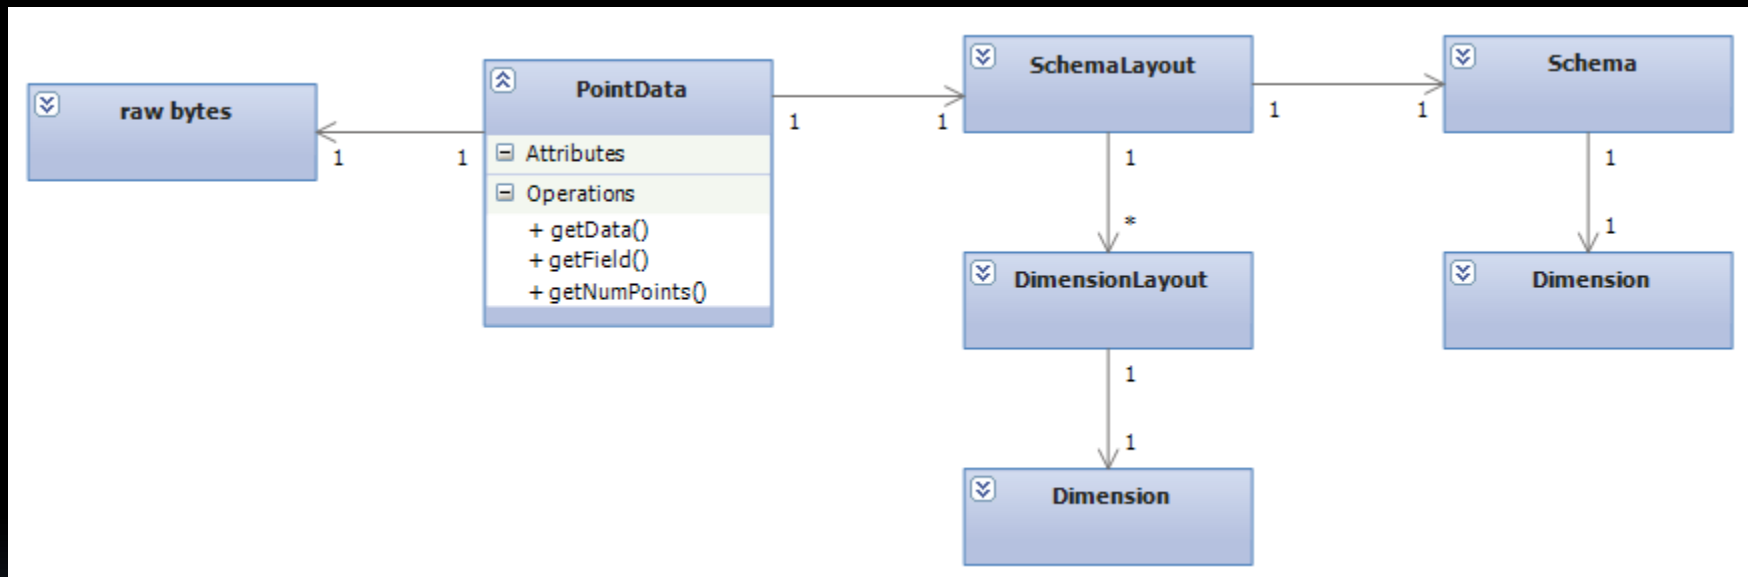 raw bytes
1
1
PointData
Attributes
Operations
+ getData()
+ getField()
+ getNumPoints()
1
1
SchemaLayout
1
1
Schema
1
*
DimensionLayout
1
1
Dimension
1
1
Dimension